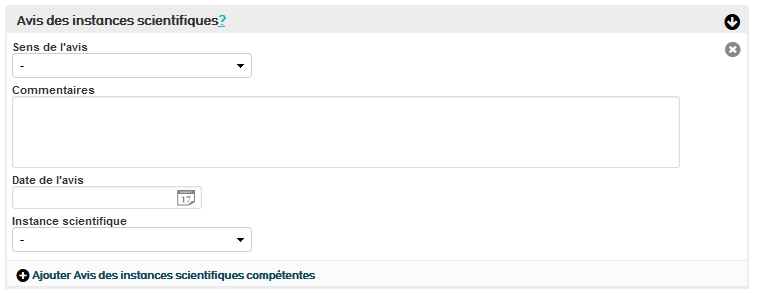 Avis des instances scientifiques?
Sens de l'avis
-
Commentaires
Date de l'avis
17
Instance scientifique
-
Ajouter Avis des instances scientifiques compétentes